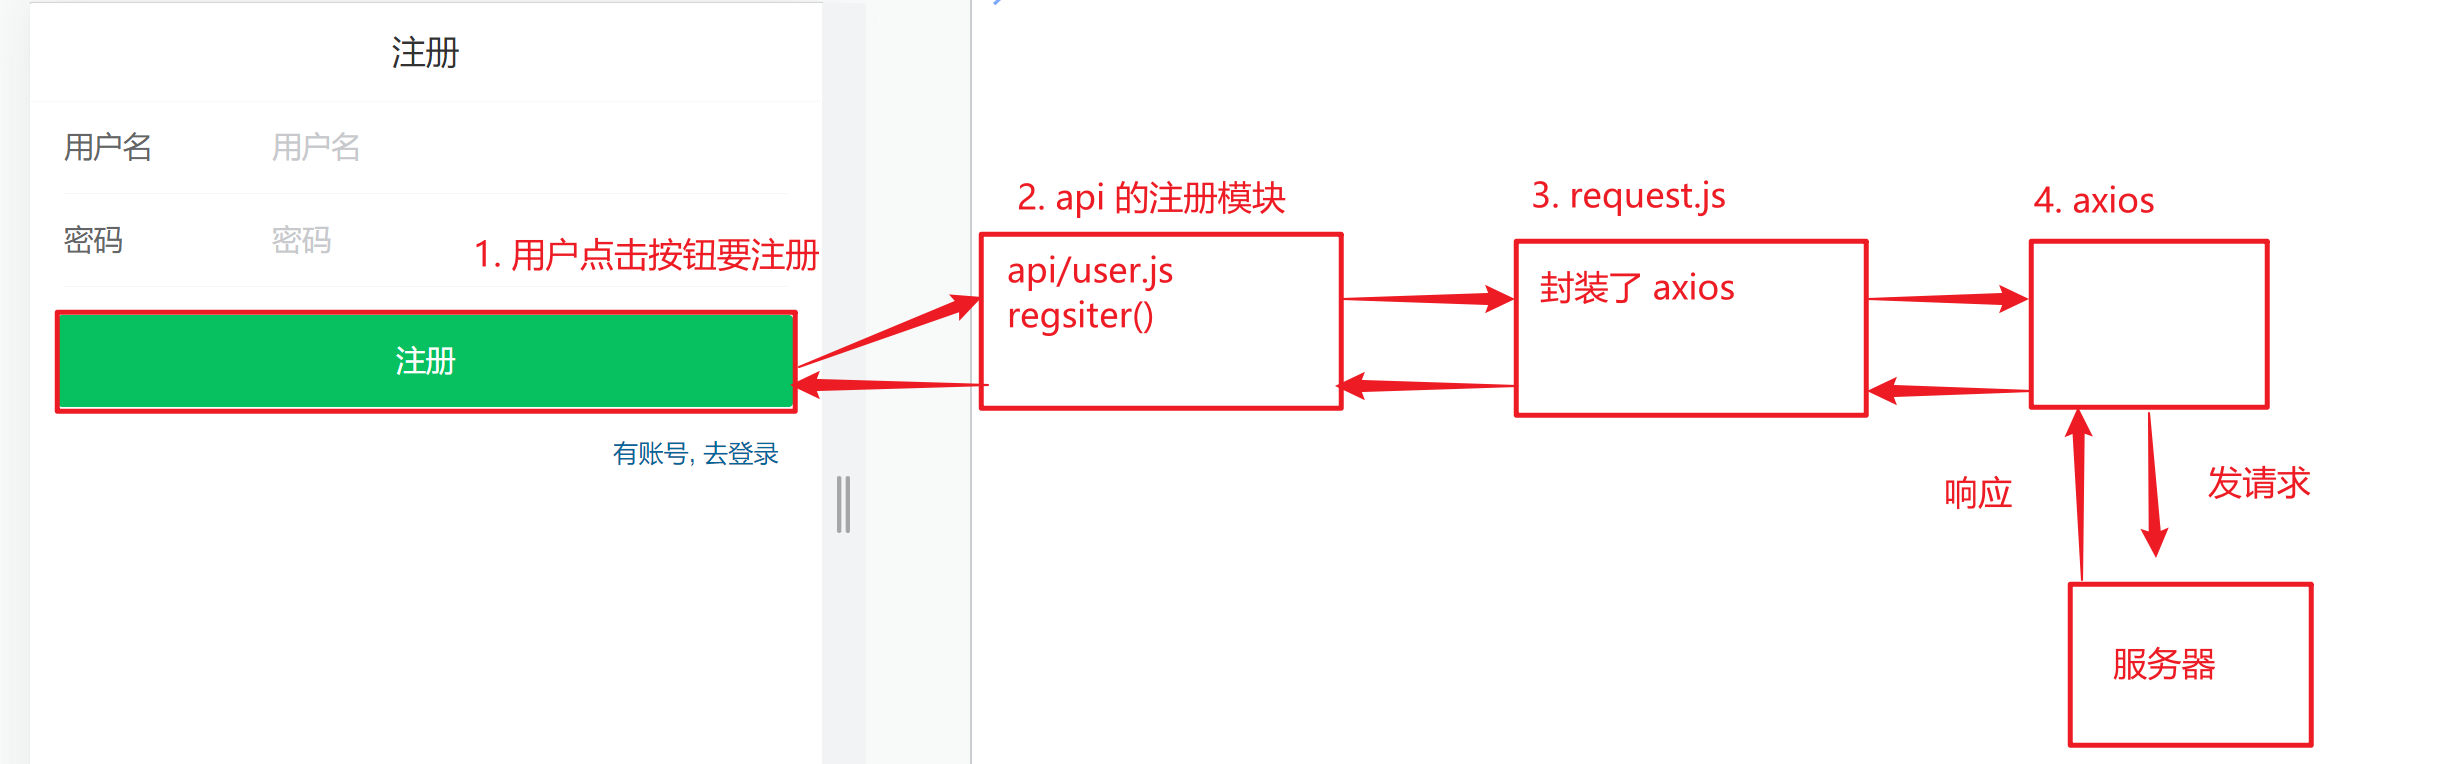 注册
用户名 用户名
密码 密码
1. 用户点击按钮要注册
注册
有账号, 去登录
2. api 的注册模块
api/user.js
regsiter()
3. request.js
封装了 axios
4. axios
响应
发请求
服务器